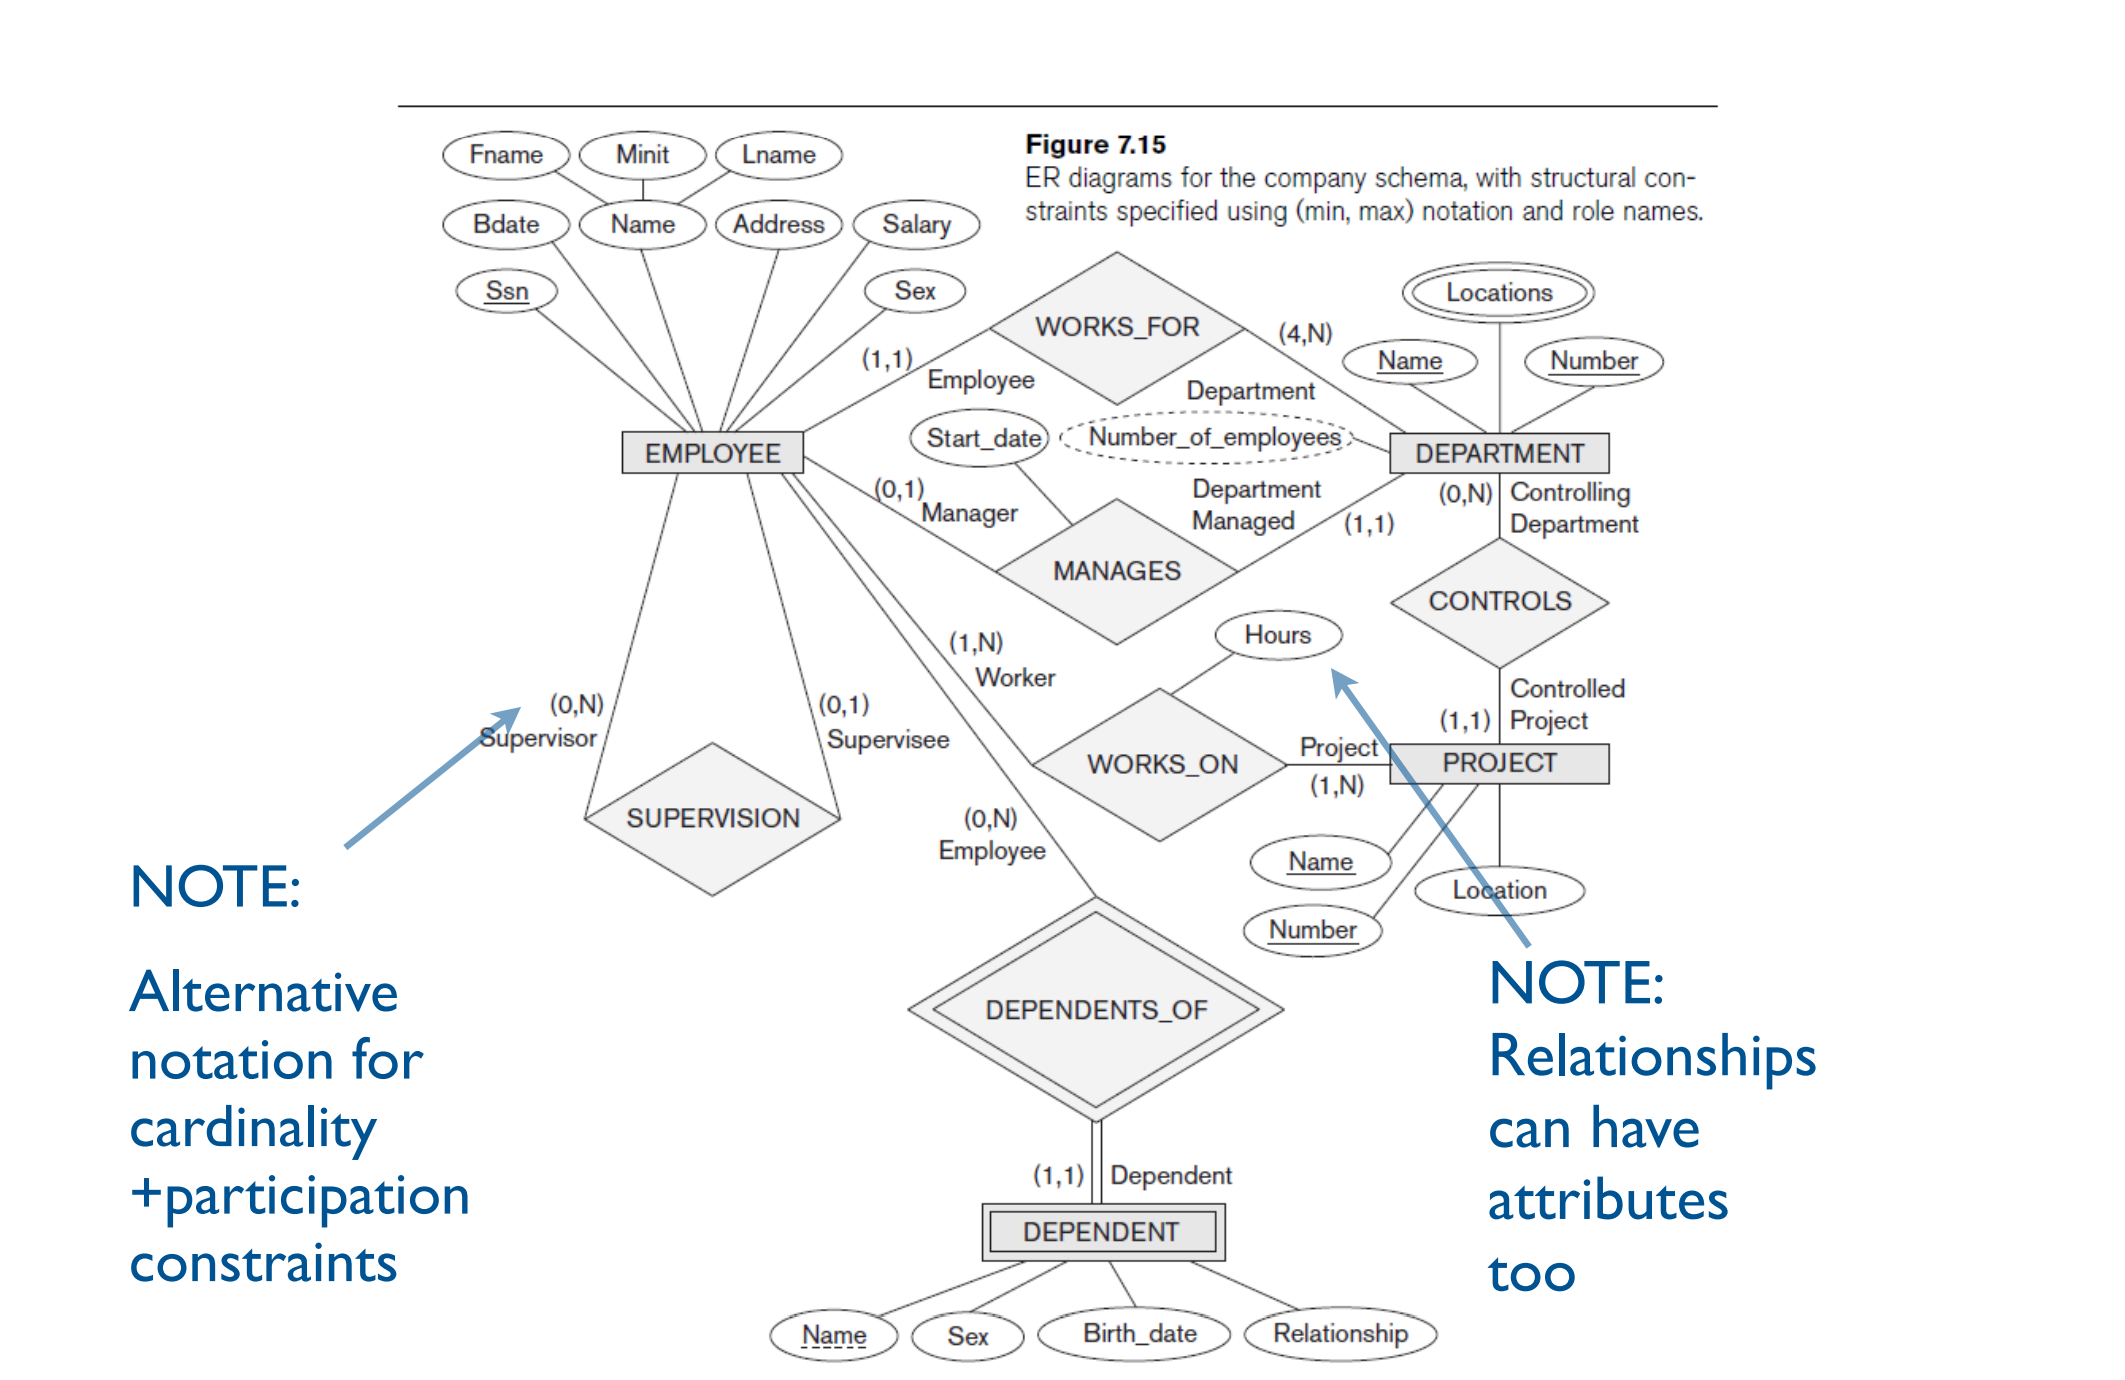 Figure 7.15
ER diagrams for the company schema, with structural con-
straints specified using (min, max) notation and role names.
Fname
Minit
Lname
Bdate
Name
Address
Salary
Ssn
Sex
WORKS_FOR
(4,N)
Locations
Name
Number
(1,1)
Employee
Department
Start_date
Number_of_employees
EMPLOYEE
DEPARTMENT
(0,1)
Manager
Department
Managed
(1,1)
(0,N)
Controlling
Department
MANAGES
CONTROLS
Hours
(1,N)
Worker
(0,N)
Supervisor
(0,1)
Supervisee
Controlled
Project
(1,1)
WORKS_ON
Project
(1,N)
PROJECT
SUPERVISION
(0,N)
Employee
Name
Location
Number
NOTE:
Alternative
notation for
cardinality
+participation
constraints
DEPENDENTS_OF
NOTE:
Relationships
can have
attributes
too
(1,1)
Dependent
DEPENDENT
Name
Sex
Birth_date
Relationship